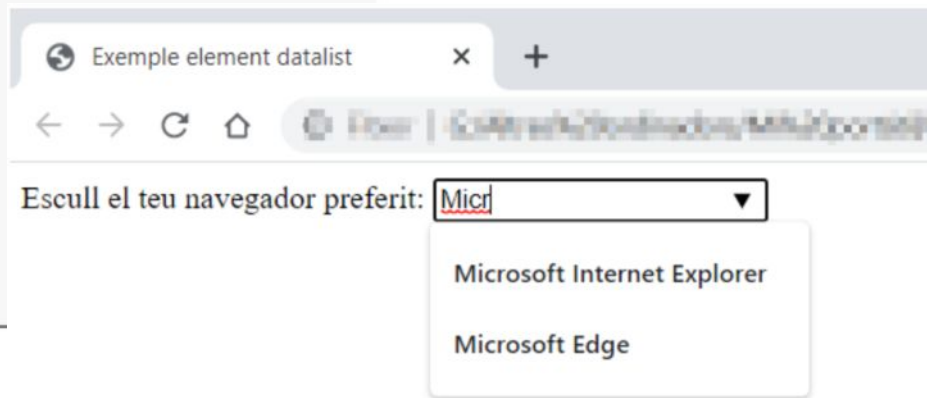 Exemple element datalist
Escull el teu navegador preferit: Micr
Microsoft Internet Explorer
Microsoft Edge